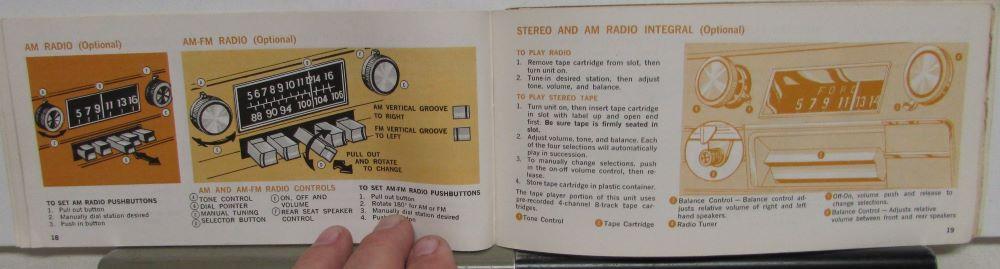 AM RADIO (Optional)
5 7 9 11 13 16
TO SET AM RADIO PUSHBUTTONS
1. Pull out button
2. Manually dial station desired
3. Push in button
18
AM-FM RADIO (Optional)
5 6 7 8 9 10 11 12 14 16
88 90 94 100 104 106
AM VERTICAL GROOVE
TO RIGHT
FM VERTICAL GROOVE
TO LEFT
PULL OUT
AND ROTATE
TO CHANGE
AM AND AM-FM RADIO CONTROLS
TONE CONTROL
DIAL POINTER
MANUAL TUNING
SELECTOR BUTTON
ON, OFF AND
VOLUME
REAR SEAT SPEAKER
CONTROL
TO SET AM-FM RADIO PUSHBUTTONS
1. Pull out button
2. Rotate 180° for AM or FM
3. Manually dial station desired
4.
STEREO AND AM RADIO INTEGRAL (Optional)
TO PLAY RADIO
1. Remove tape cartridge from slot, then
turn unit on.
2. Tune-in desired station, then adjust
tone, volume, and balance.
TO PLAY STEREO TAPE
1. Turn unit on, then insert tape cartridge
in slot with label up and open end
first. Be sure tape is firmly seated in
slot.
2. Adjust volume, tone, and balance. Each
of the four selections will automatically
play in succession.
3. To manually change selections, push
in the on-off volume control, then re-
lease.
4. Store tape cartridge in plastic container.
The tape player portion of this unit uses
pre-recorded 4-channel 8-track tape car-
tridges.
Tone Control
Tape Cartridge
FORD
5 7 9 11 13 14
Balance Control – Balance control ad-
justs relative volume of right and left
hand speakers.
Radio Tuner
Off-On, volume push and release to
change selections.
Balance Control – Adjusts relative
volume between front and rear speakers
19